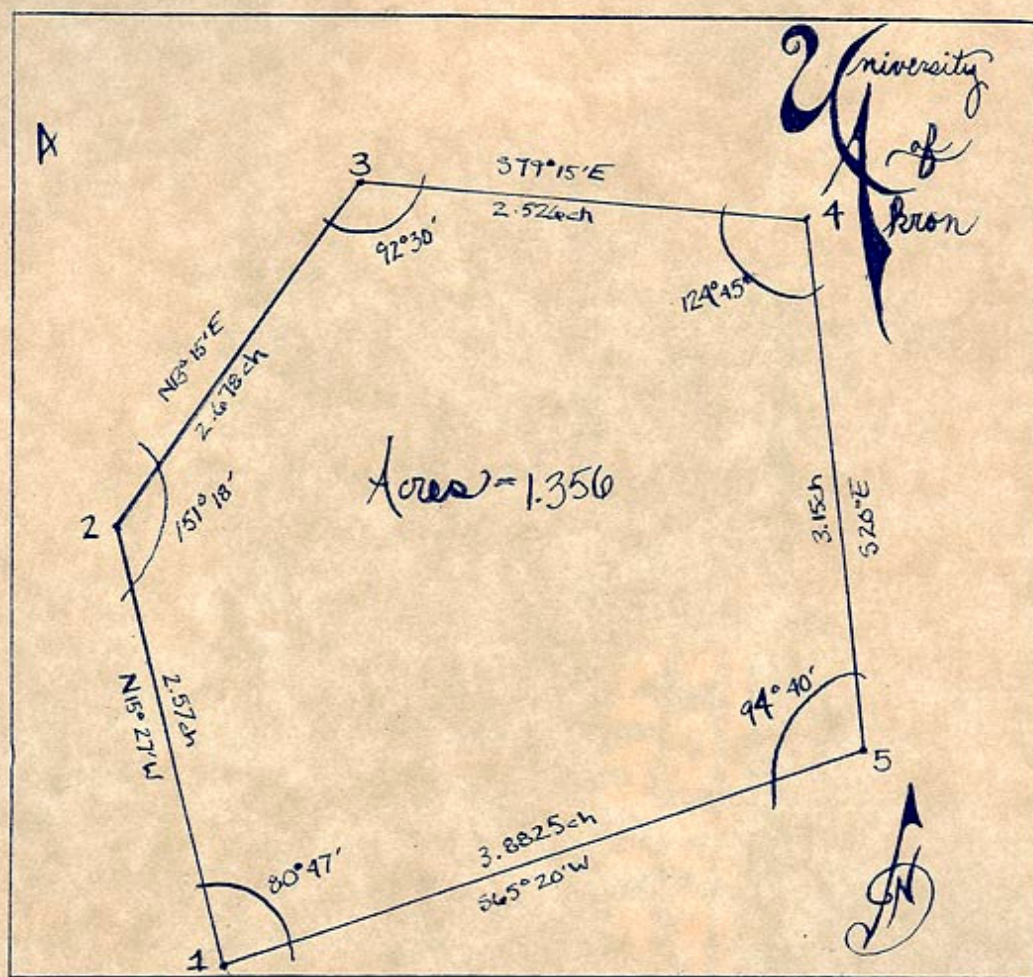 University
of
Akron
A
3
S79°15'E
2.526ch
4
92°30'
124°45'
N13°15'E
2.678ch
2
151°18'
Acres = 1.356
3.15ch
S20°E
N15°27'W
2.57ch
94°40'
5
80°47'
3.8825ch
S65°20'W
1
N